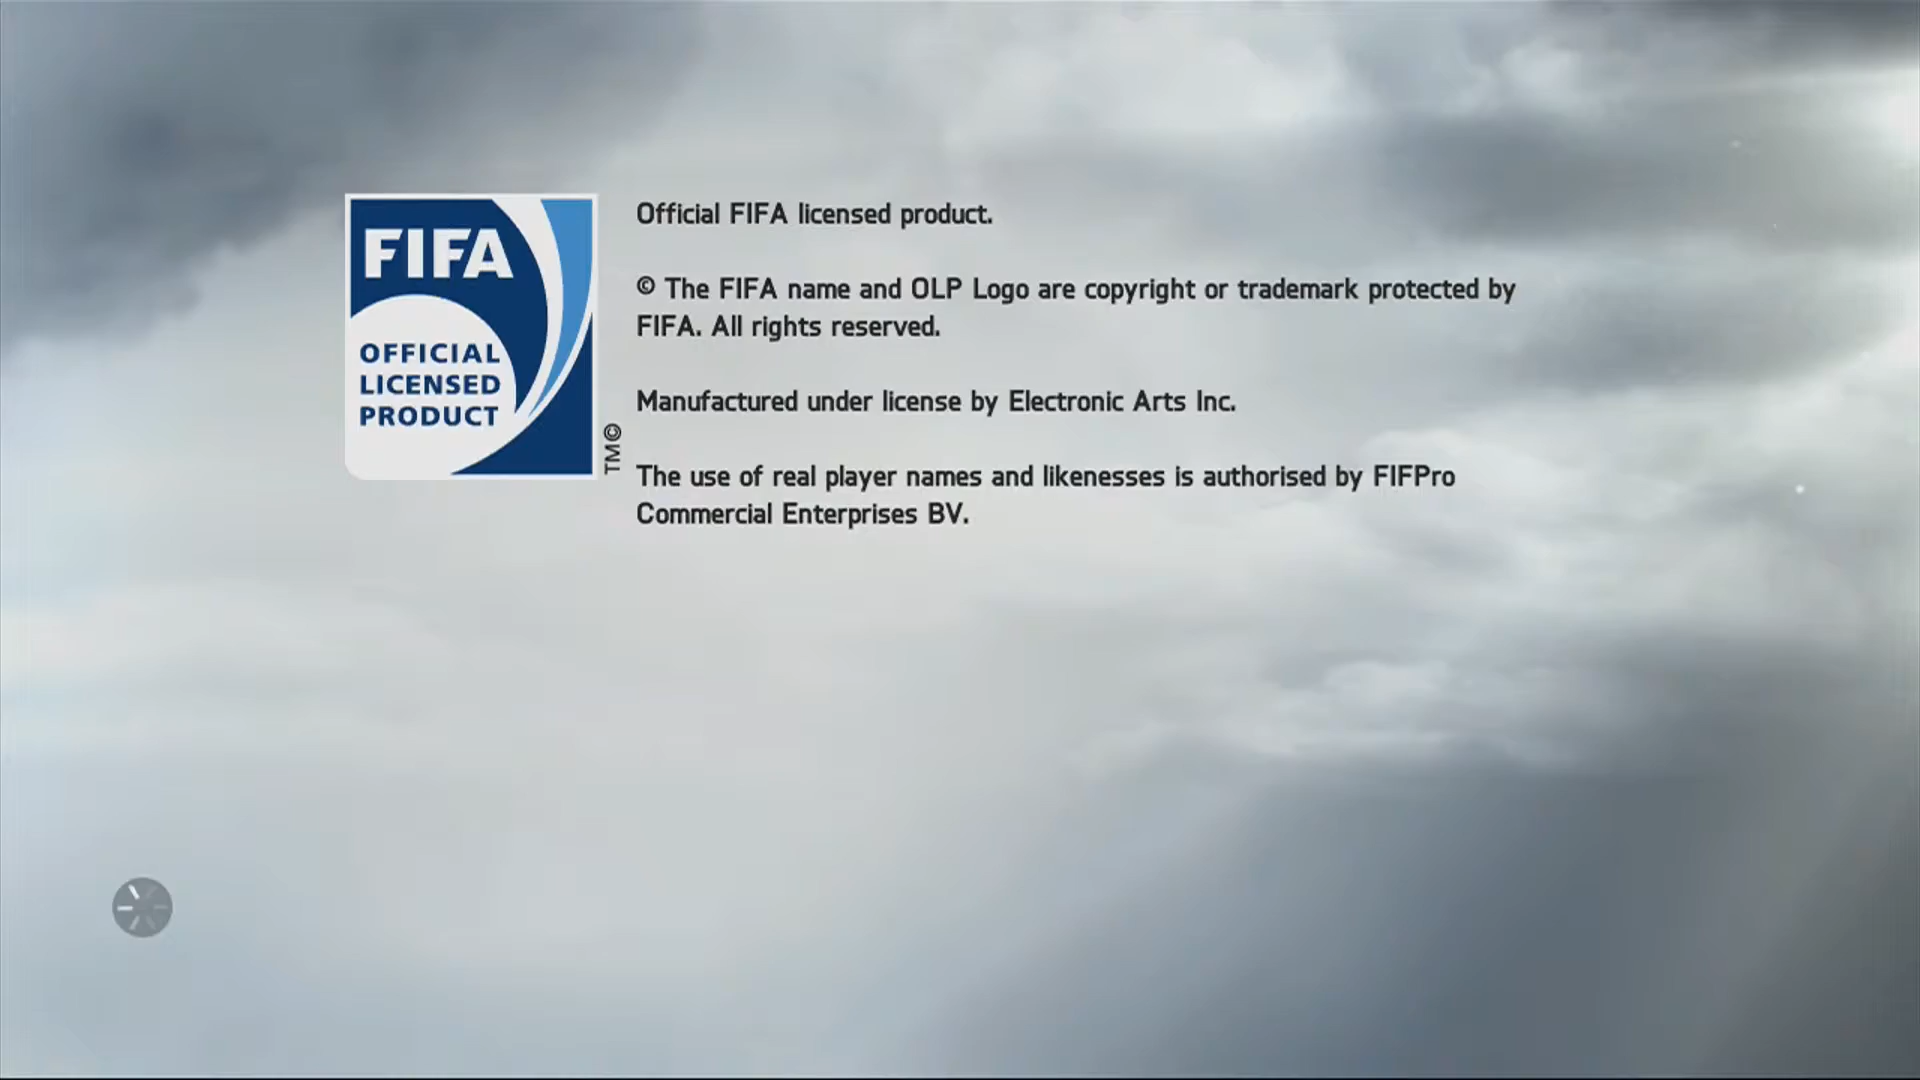 FIFA
OFFICIAL
LICENSED
PRODUCT
TM©
Official FIFA licensed product.
© The FIFA name and OLP Logo are copyright or trademark protected by
FIFA. All rights reserved.
Manufactured under license by Electronic Arts Inc.
The use of real player names and likenesses is authorised by FIFPro
Commercial Enterprises BV.